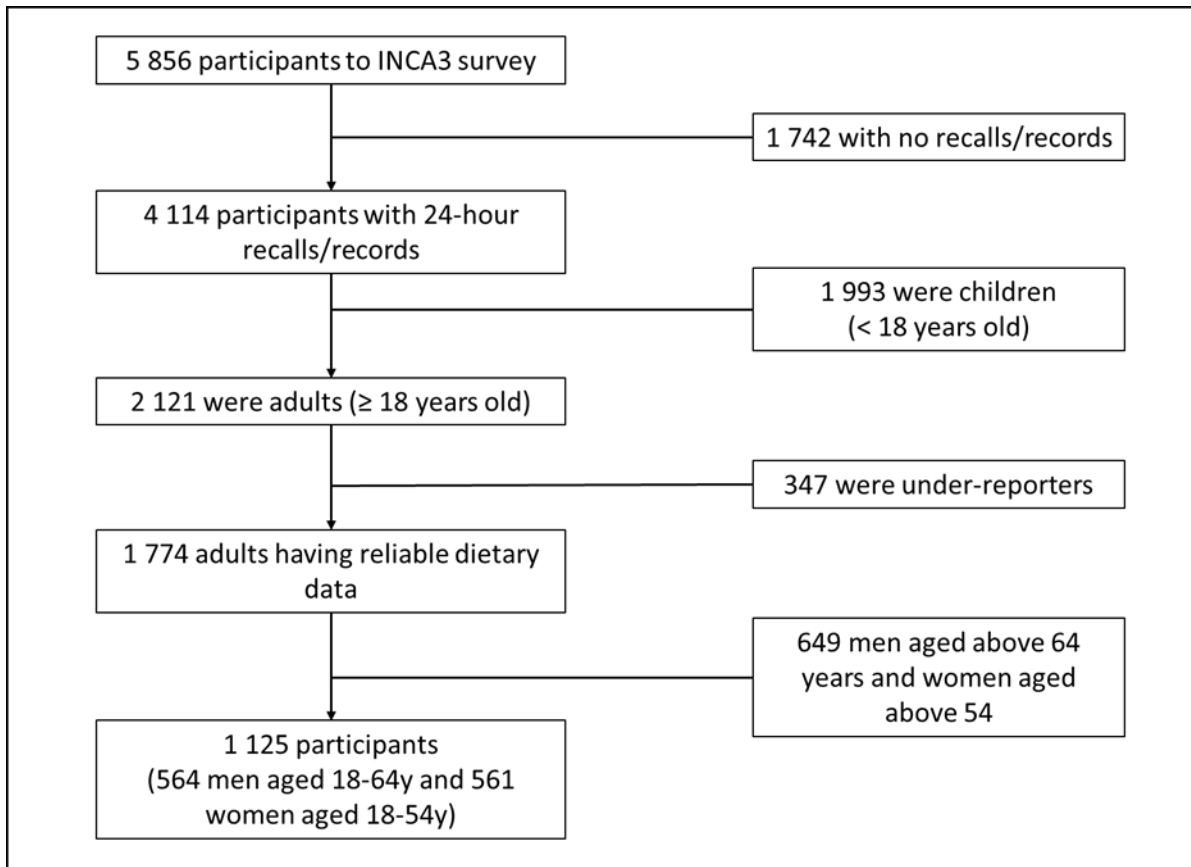 5 856 participants to INCA3 survey
1 742 with no recalls/records
4 114 participants with 24-hour
recalls/records
1 993 were children
(< 18 years old)
2 121 were adults (≥ 18 years old)
347 were under-reporters
1 774 adults having reliable dietary
data
649 men aged above 64
years and women aged
above 54
1 125 participants
(564 men aged 18-64y and 561
women aged 18-54y)